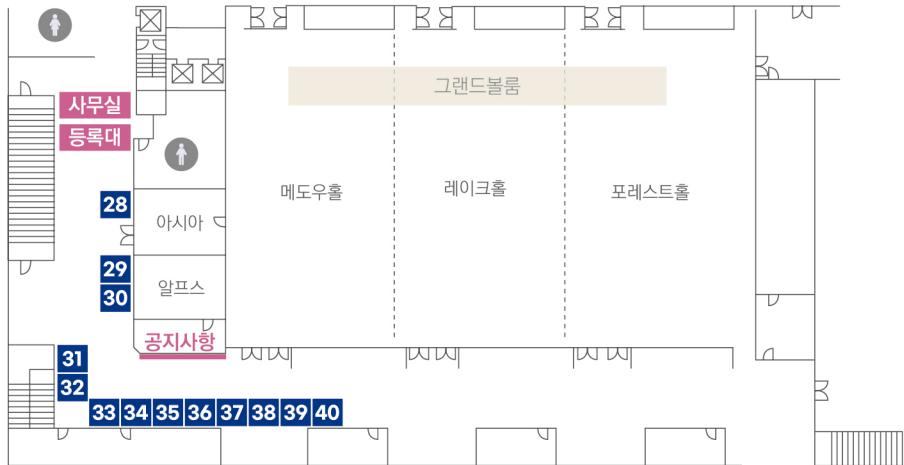 사무실
그랜드볼룸
등록대
메도우홀
레이크홀
포레스트홀
28
아시아
29
30
알프스
공지사항
31
32
33 34 35 36 37 38 39 40